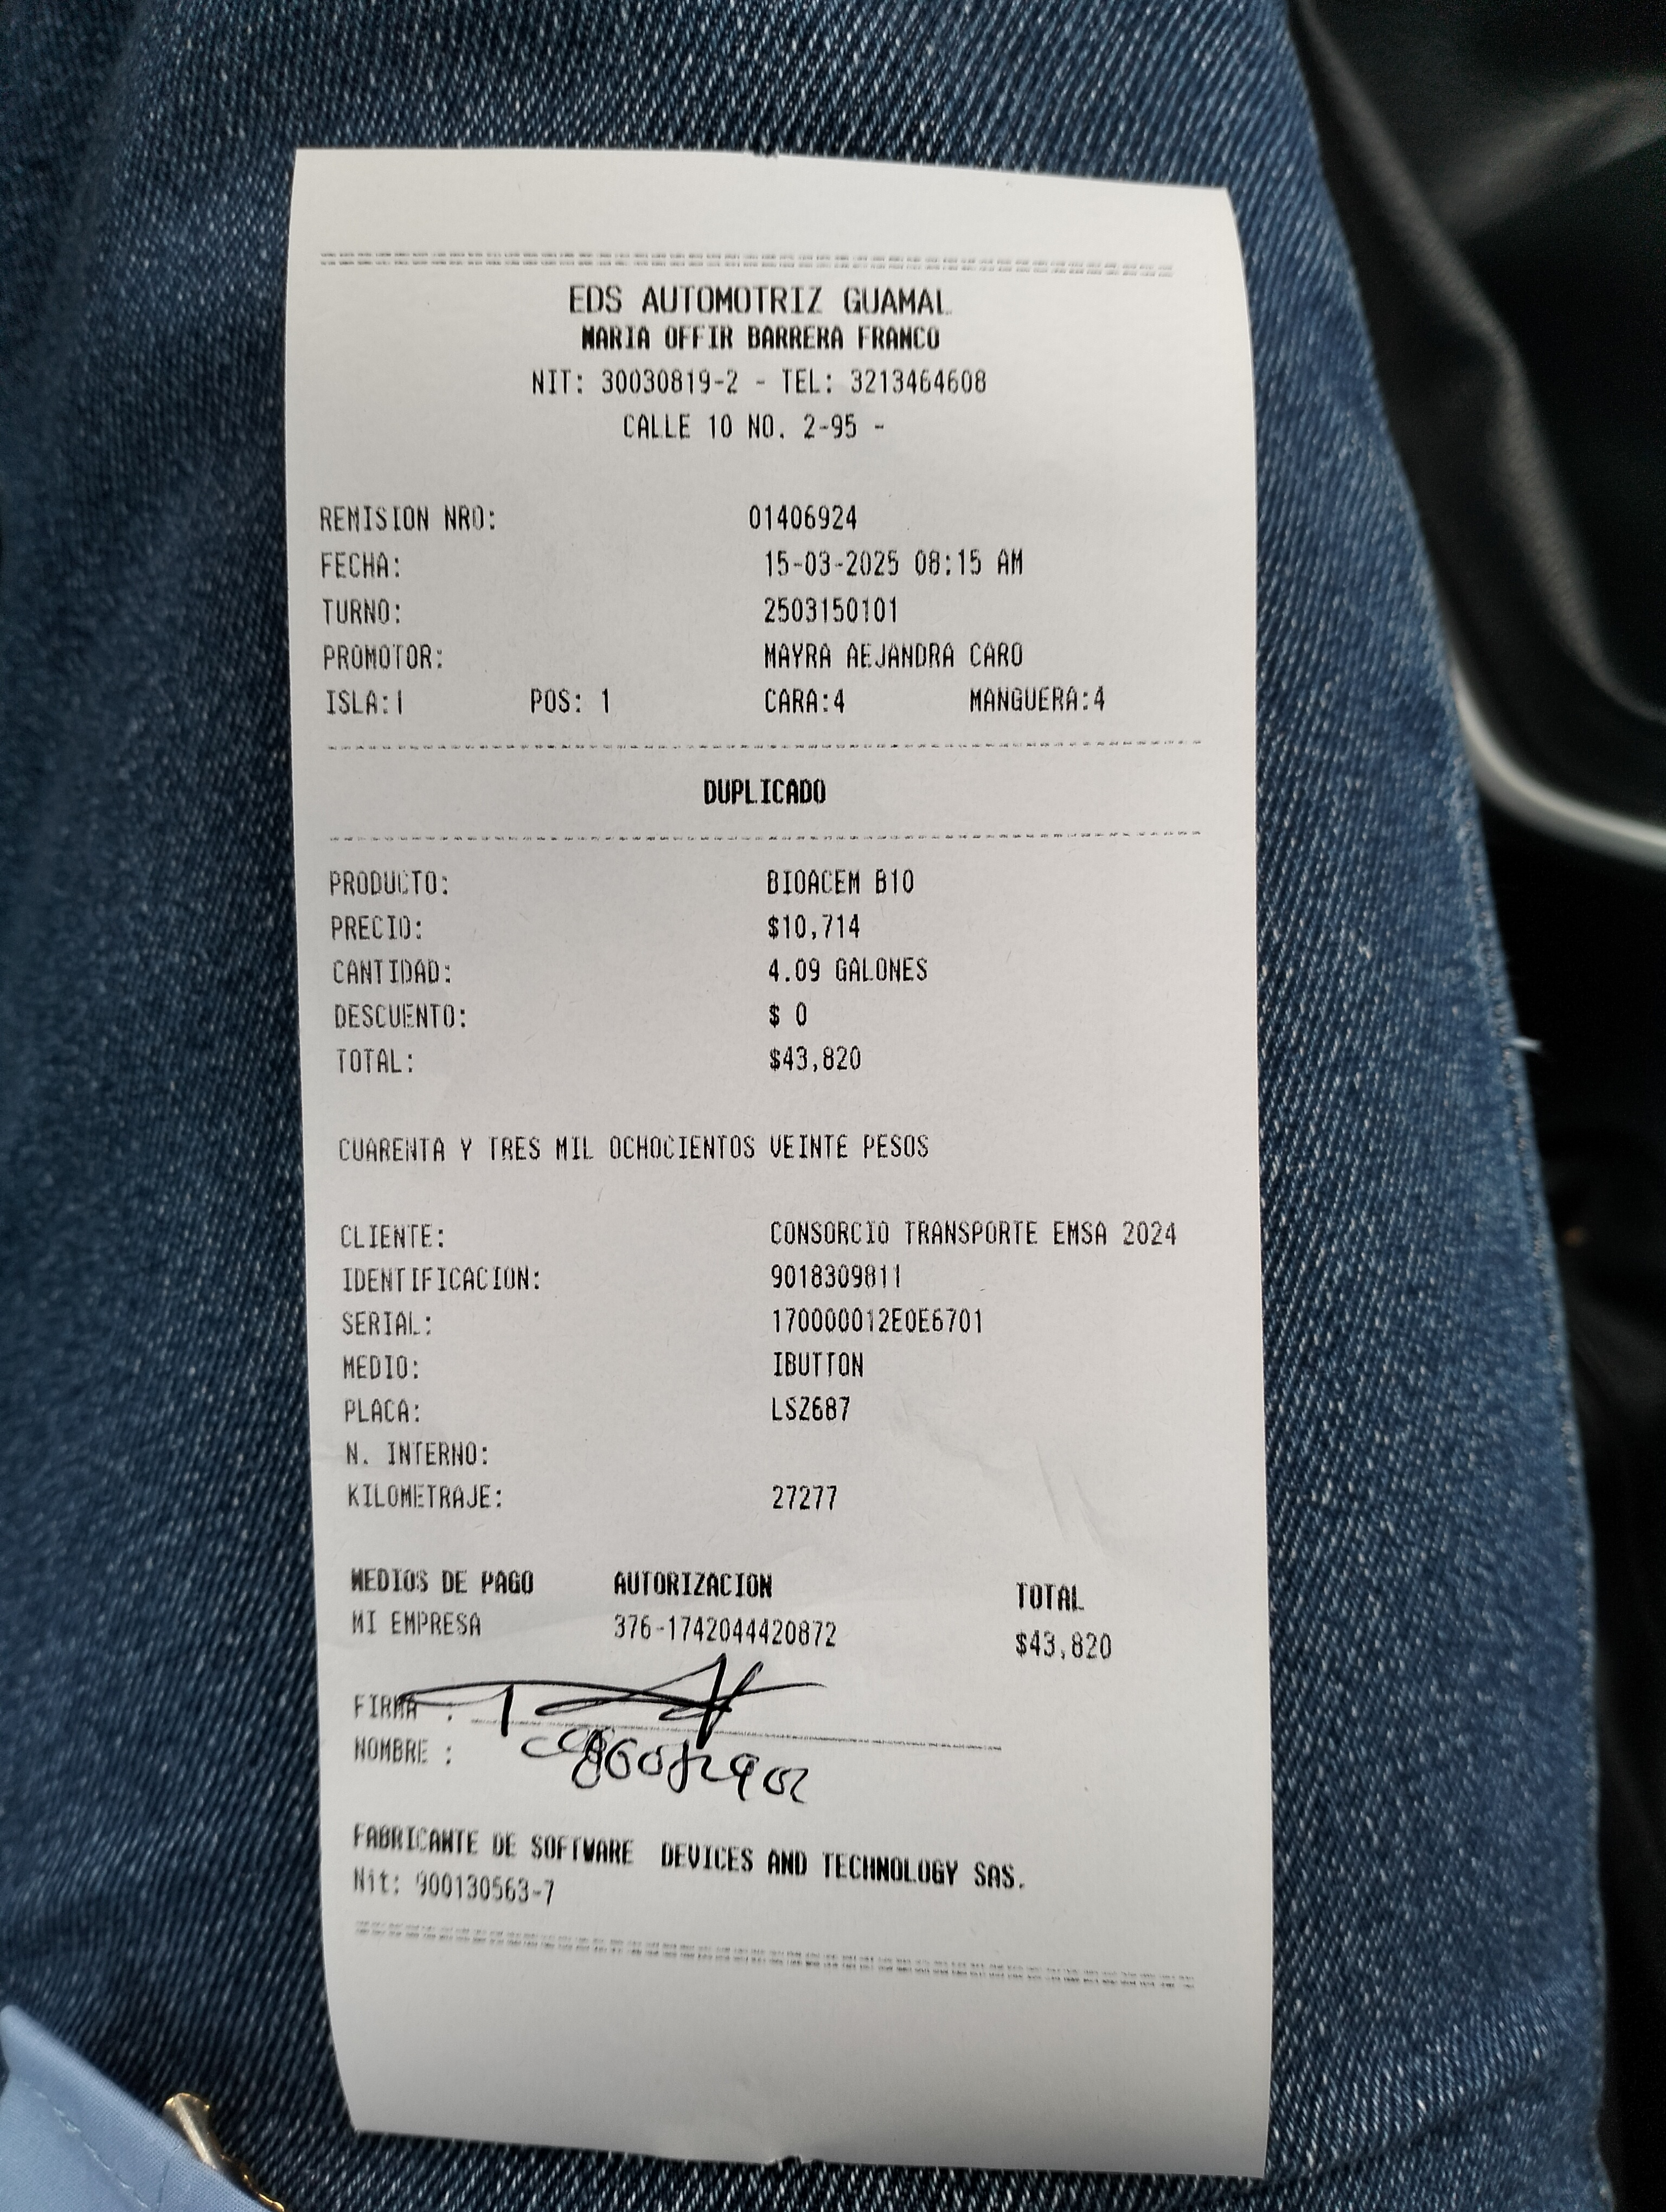 EDS AUTOMOTRIZ GUAMAL
MARIA OFFIR BARRERA FRANCO
NIT: 30030819-2 - TEL: 3213464608
CALLE 10 NO. 2-95 -
REMISION NRO: 01406924
FECHA: 15-03-2025 08:15 AM
TURNO: 2503150101
PROMOTOR: MAYRA AEJANDRA CARO
ISLA:1 POS: 1 CARA:4 MANGUERA:4
DUPLICADO
PRODUCTO: BIOACEM B10
PRECIO: $10,714
CANTIDAD: 4.09 GALONES
DESCUENTO: $ 0
TOTAL: $43,820
CUARENTA Y TRES MIL OCHOCIENTOS VEINTE PESOS
CLIENTE: CONSORCIO TRANSPORTE EMSA 2024
IDENTIFICACION: 9018309811
SERIAL: 170000012E0E6701
MEDIO: IBUTTON
PLACA: LSZ687
N. INTERNO:
KILOMETRAJE: 27277
MEDIOS DE PAGO AUTORIZACION TOTAL
MI EMPRESA 376-1742044420872 $43,820
FIRMA :
NOMBRE :
FABRICANTE DE SOFTWARE DEVICES AND TECHNOLOGY SAS.
Nit: 900130563-7